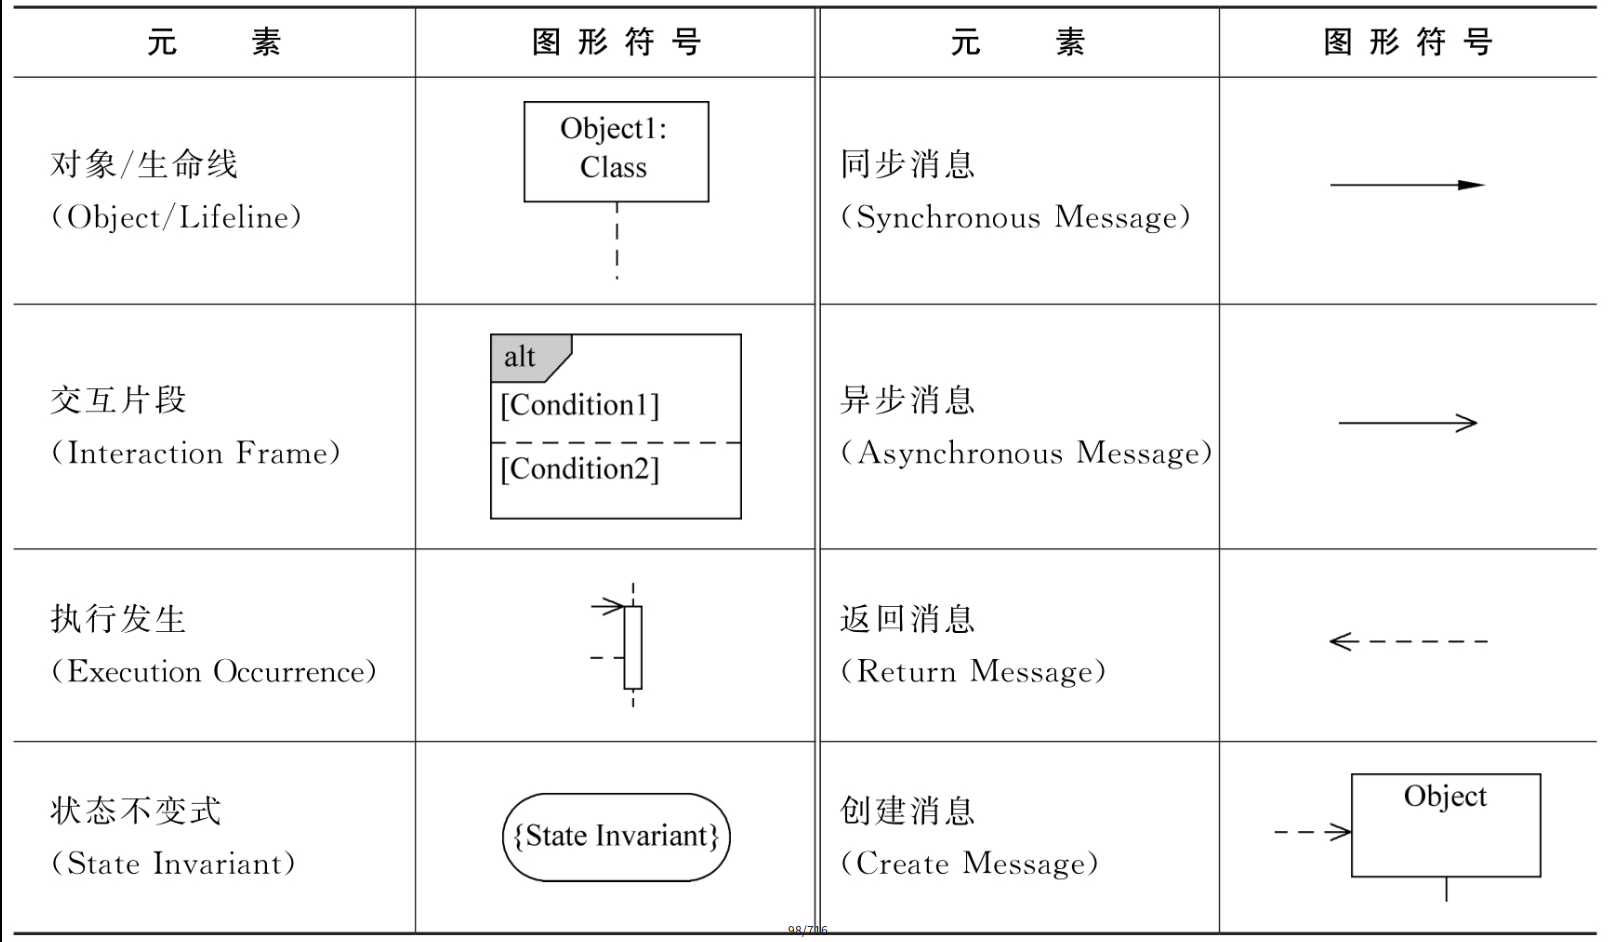 元 素 图 形 符 号 元 素 图 形 符 号
对象/生命线
(Object/Lifeline)
Object1:
Class
同步消息
(Synchronous Message)
交互片段
(Interaction Frame)
alt
[Condition1]
[Condition2]
异步消息
(Asynchronous Message)
执行发生
(Execution Occurrence)
返回消息
(Return Message)
状态不变式
(State Invariant)
{State Invariant}
创建消息
(Create Message)
Object
98/716